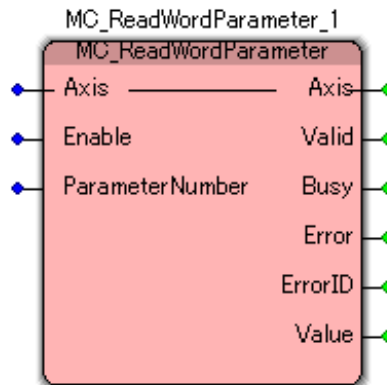 MC_ReadWordParameter_1
MC_ReadWordParameter
Axis Axis
Enable Valid
ParameterNumber Busy
Error
ErrorID
Value